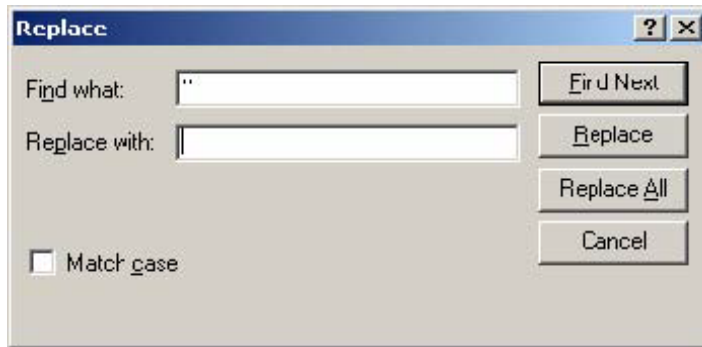 Replace
Find what: "
Find Next
Replace with:
Replace
Replace All
Cancel
Match case